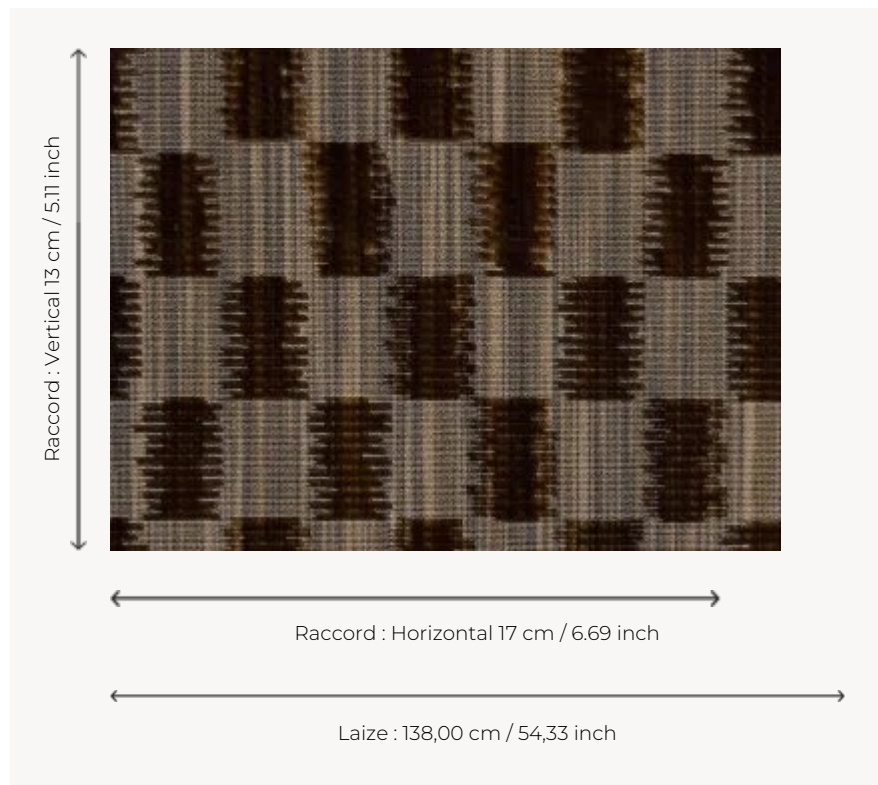 Raccord : Vertical 13 cm / 5.11 inch
Raccord : Horizontal 17 cm / 6.69 inch
Laize : 138,00 cm / 54,33 inch